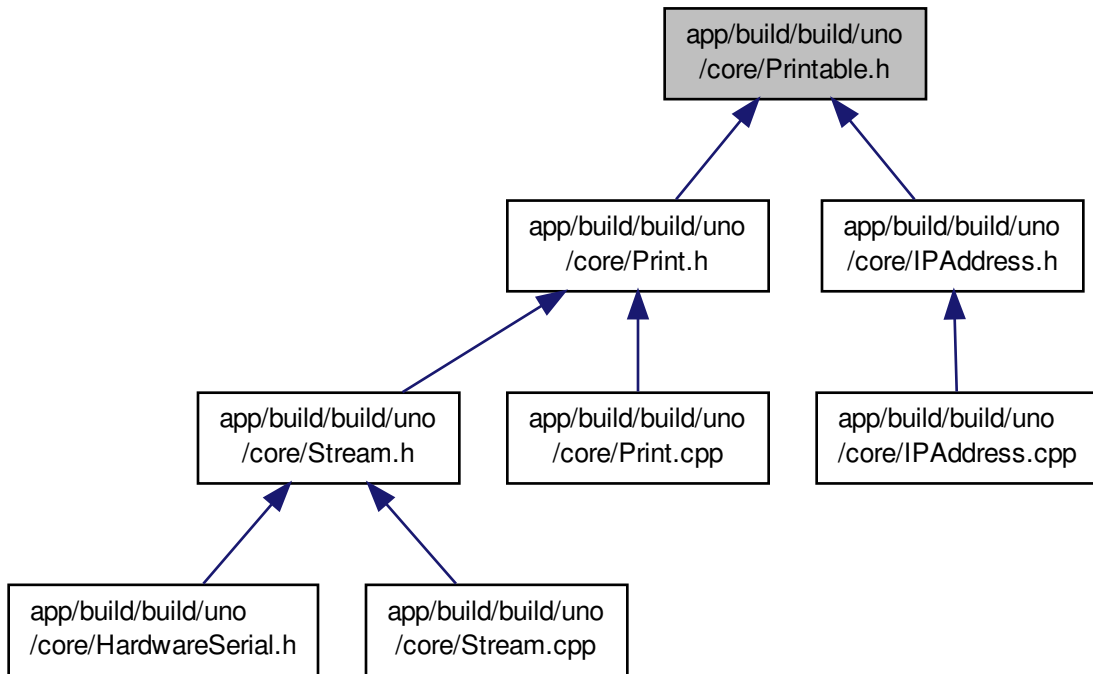 app/build/build/uno
/core/Printable.h
app/build/build/uno
/core/Print.h
app/build/build/uno
/core/IPAddress.h
app/build/build/uno
/core/Stream.h
app/build/build/uno
/core/Print.cpp
app/build/build/uno
/core/IPAddress.cpp
app/build/build/uno
/core/HardwareSerial.h
app/build/build/uno
/core/Stream.cpp